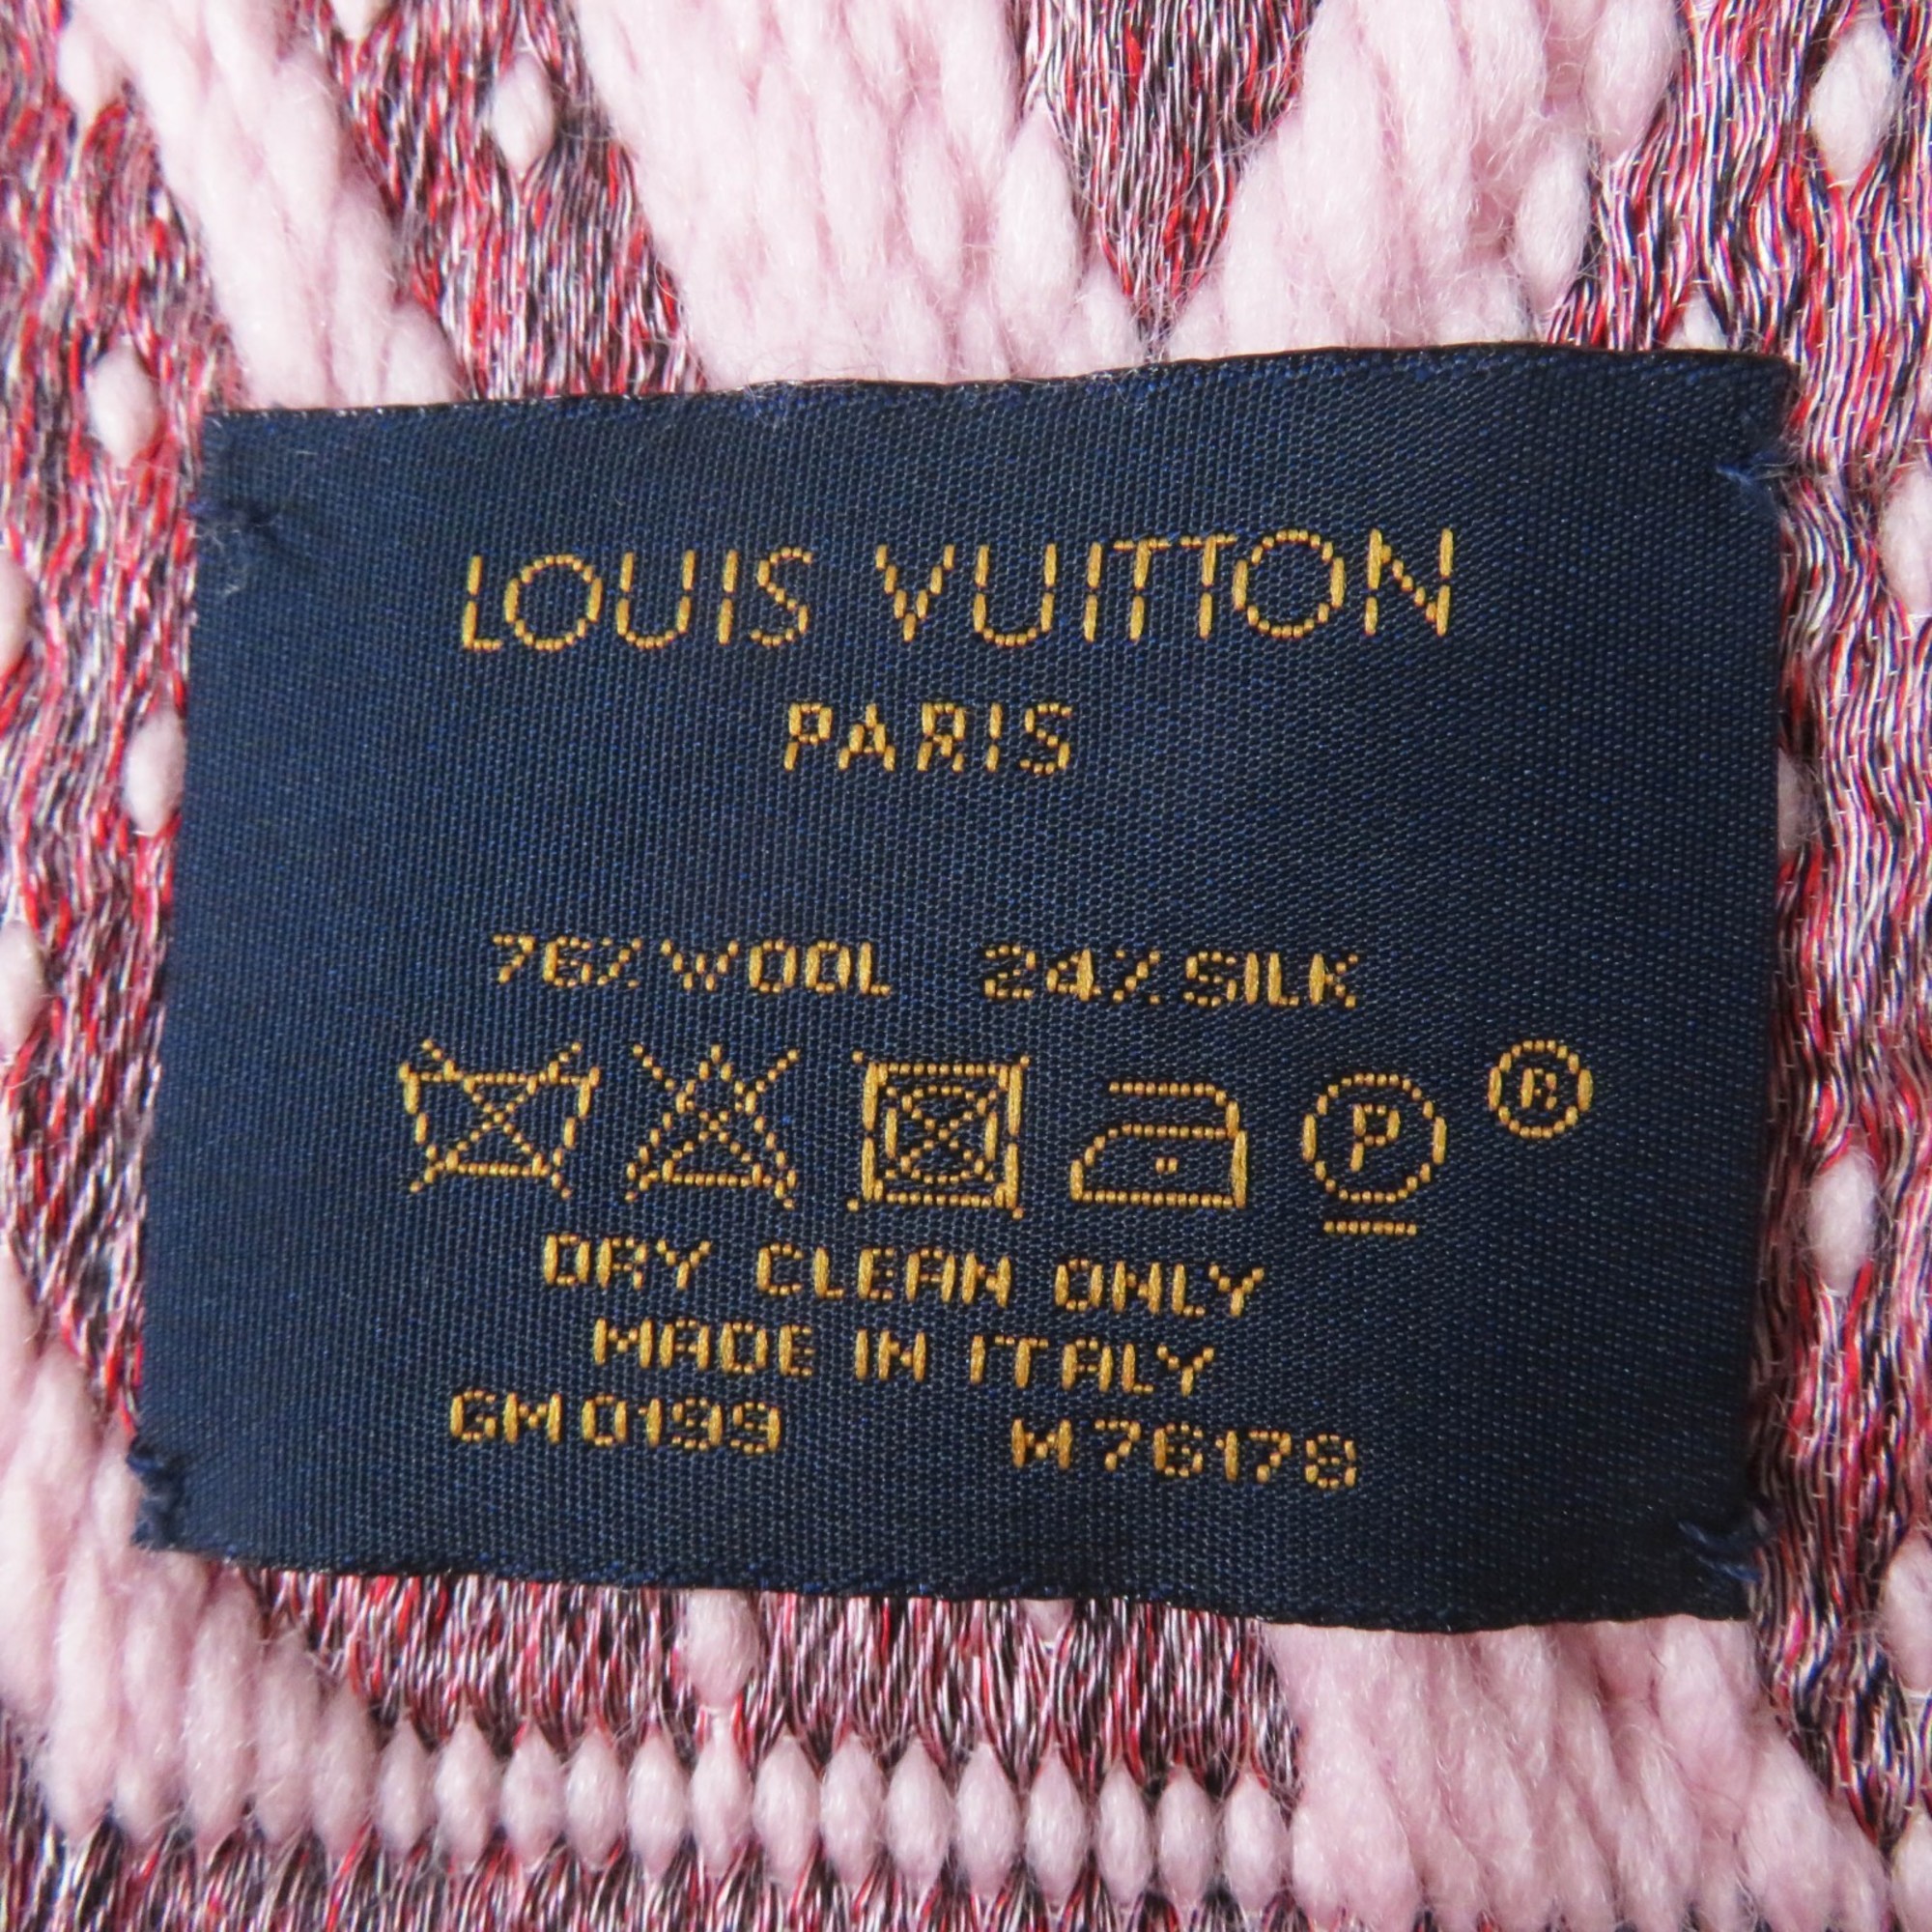 LOUIS VUITTON
PARIS
76% WOOL 24% SILK
P ®
DRY CLEAN ONLY
MADE IN ITALY
GM0199 M76179